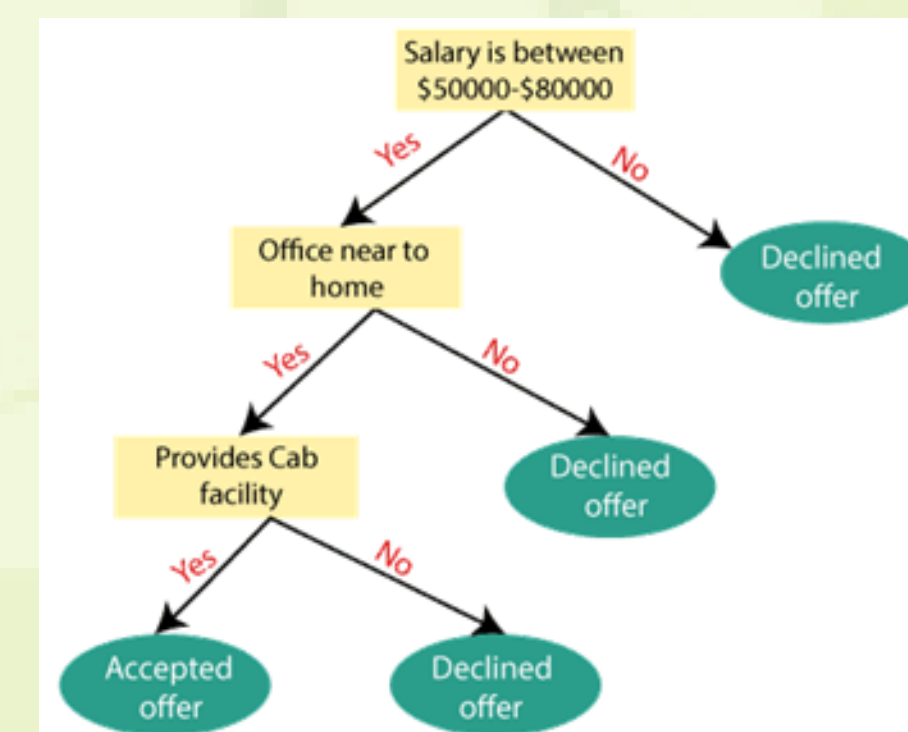 Salary is between
$50000-$80000
Yes
No
Office near to
home
Declined
offer
Yes
No
Provides Cab
facility
Declined
offer
Yes
No
Accepted
offer
Declined
offer